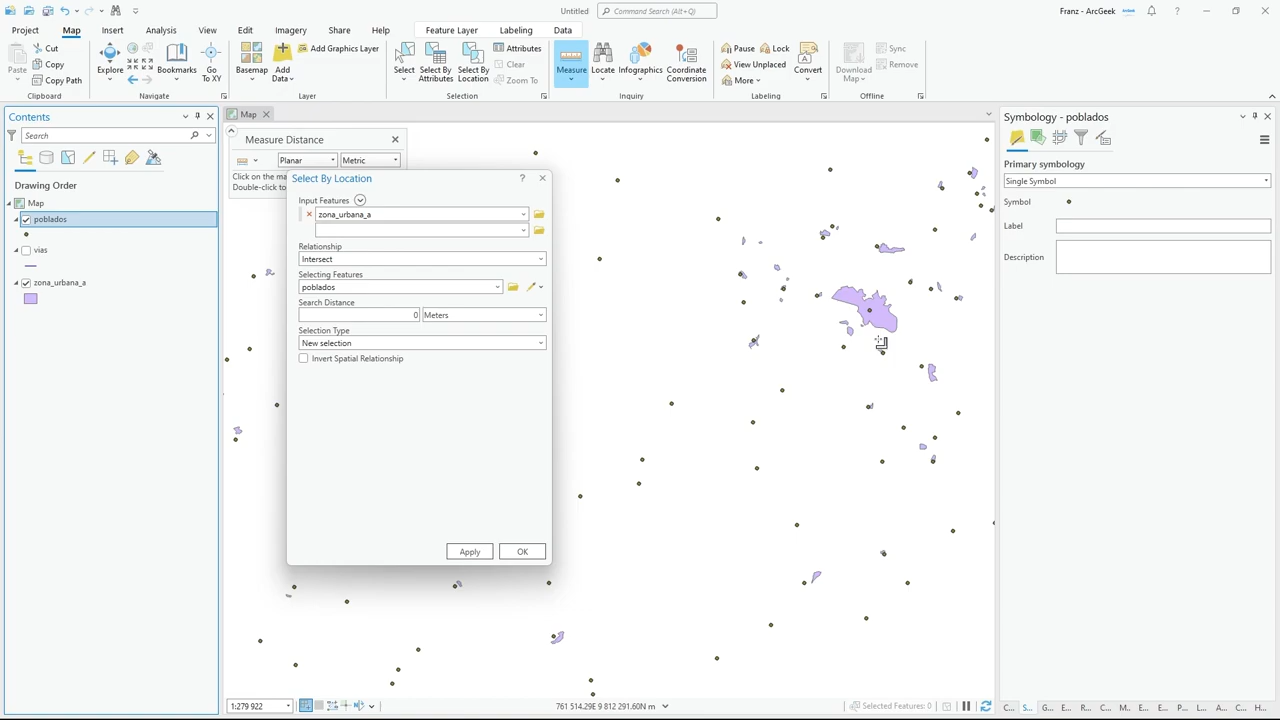 Untitled
Command Search (Alt+Q)
Franz - ArcGeek
Project Map Insert Analysis View Edit Imagery Share Help Feature Layer Labeling Data
Paste
Cut
Copy
Copy Path
Clipboard
Explore
Bookmarks
Go To XY
Navigate
Basemap
Add Data
Add Graphics Layer
Layer
Select
Select By Attributes
Select By Location
Attributes
Clear
Zoom To
Selection
Measure
Locate
Infographics
Coordinate Conversion
Inquiry
Pause
Lock
View Unplaced
More
Convert
Labeling
Download Map
Sync
Remove
Offline
Contents
Search
Drawing Order
Map
poblados
vias
zona_urbana_a
Map
Measure Distance
Planar
Metric
Click on the ma
Double-click to
Select By Location
?
Input Features
zona_urbana_a
Relationship
Intersect
Selecting Features
poblados
Search Distance
0 Meters
Selection Type
New selection
Invert Spatial Relationship
Apply OK
1:279 922
761 514.29E 9 812 291.60N m
Selected Features: 0
Symbology - poblados
Primary symbology
Single Symbol
Symbol
Label
Description
C... S... G... E... R... C... M... E... E... P... L... A... C... I... H...